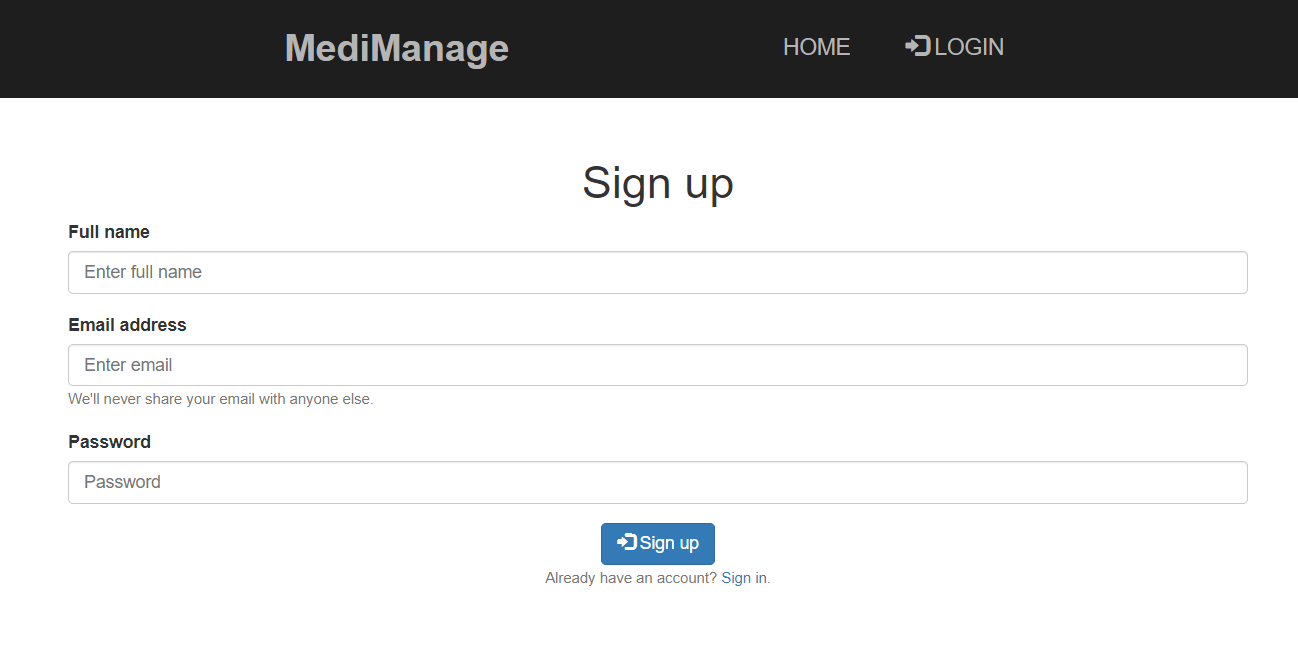 MediManage HOME LOGIN
Sign up
Full name
Enter full name
Email address
Enter email
We'll never share your email with anyone else.
Password
Password
Sign up
Already have an account? Sign in.